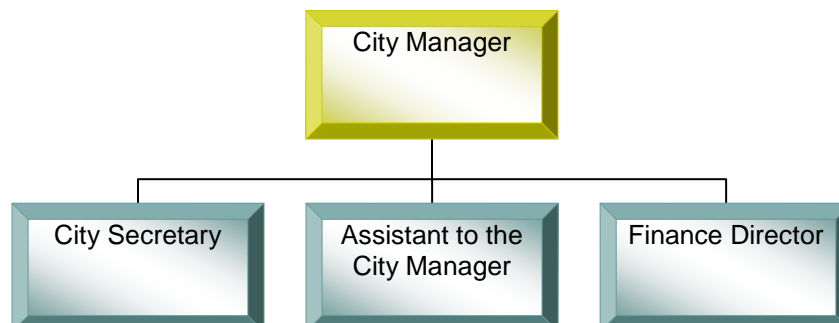 City Manager
City Secretary
Assistant to the
City Manager
Finance Director